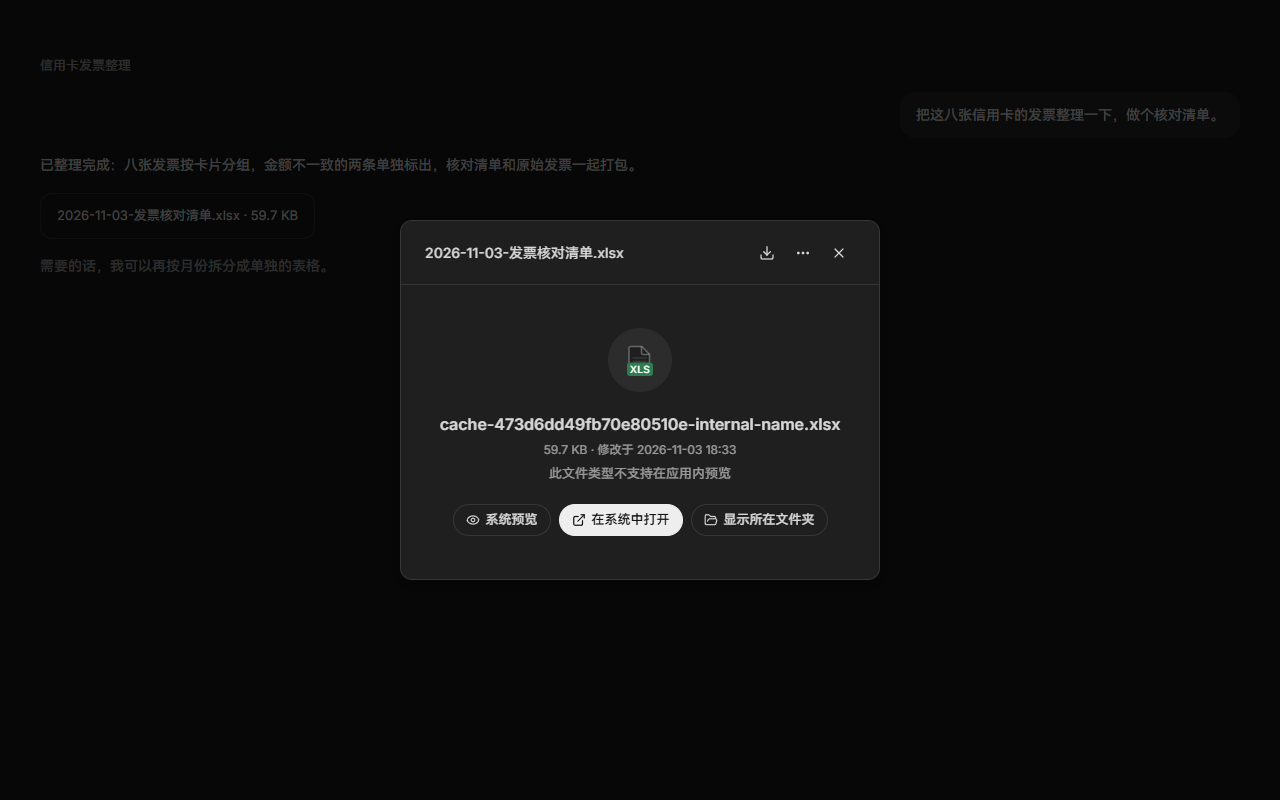 信用卡发票整理
把这八张信用卡的发票整理一下，做个核对清单。
已整理完成：八张发票按卡片分组，金额不一致的两条单独标出，核对清单和原始发票一起打包。
2026-11-03-发票核对清单.xlsx · 59.7 KB
需要的话，我可以再按月份拆分成单独的表格。
2026-11-03-发票核对清单.xlsx
XLS
cache-473d6dd49fb70e80510e-internal-name.xlsx
59.7 KB · 修改于 2026-11-03 18:33
此文件类型不支持在应用内预览
系统预览
在系统中打开
显示所在文件夹